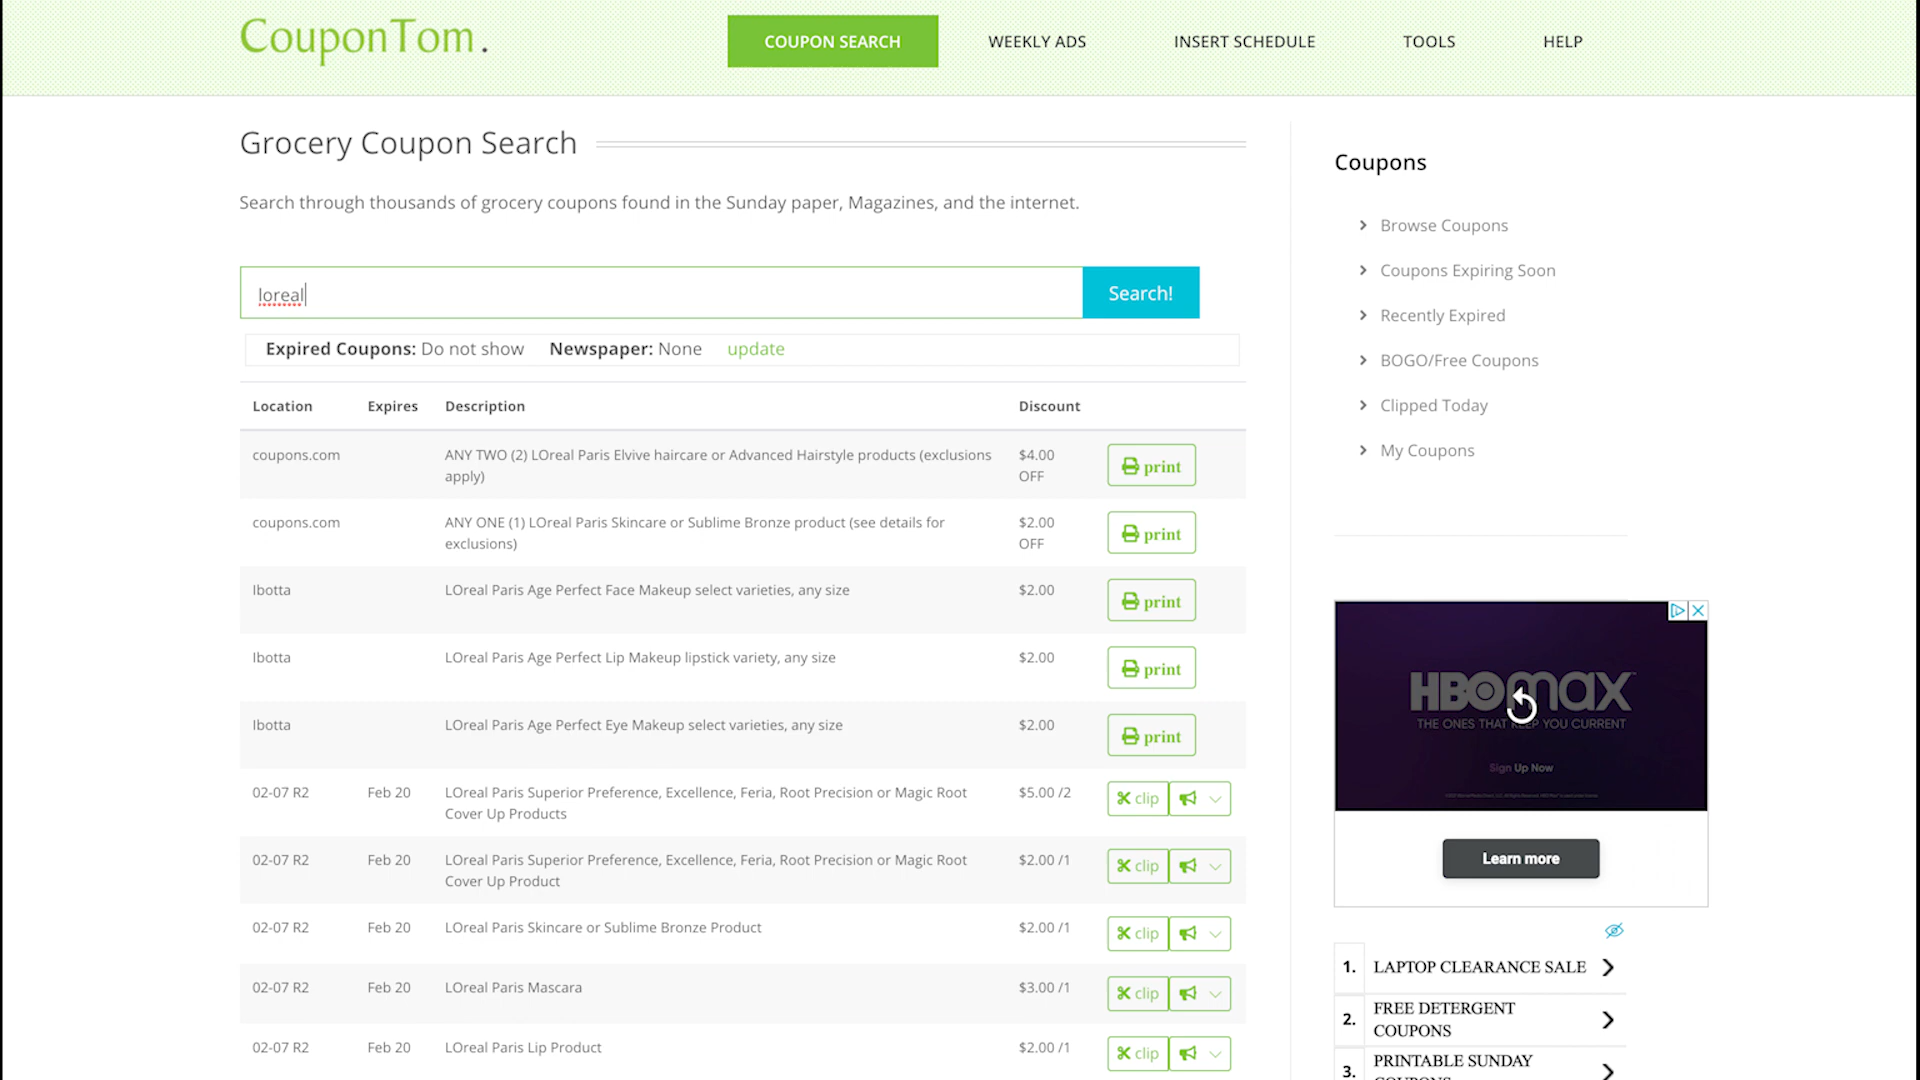 CouponTom.
COUPON SEARCH
WEEKLY ADS
INSERT SCHEDULE
TOOLS
HELP
Grocery Coupon Search
Search through thousands of grocery coupons found in the Sunday paper, Magazines, and the internet.
loreal
Search!
Expired Coupons: Do not show Newspaper: None update
Location Expires Description Discount
coupons.com ANY TWO (2) LOreal Paris Elvive haircare or Advanced Hairstyle products (exclusions $4.00 print
apply) OFF
coupons.com ANY ONE (1) LOreal Paris Skincare or Sublime Bronze product (see details for $2.00 print
exclusions) OFF
Ibotta LOreal Paris Age Perfect Face Makeup select varieties, any size $2.00 print
Ibotta LOreal Paris Age Perfect Lip Makeup lipstick variety, any size $2.00 print
Ibotta LOreal Paris Age Perfect Eye Makeup select varieties, any size $2.00 print
02-07 R2 Feb 20 LOreal Paris Superior Preference, Excellence, Feria, Root Precision or Magic Root $5.00 /2 clip
Cover Up Products
02-07 R2 Feb 20 LOreal Paris Superior Preference, Excellence, Feria, Root Precision or Magic Root $2.00 /1 clip
Cover Up Product
02-07 R2 Feb 20 LOreal Paris Skincare or Sublime Bronze Product $2.00 /1 clip
02-07 R2 Feb 20 LOreal Paris Mascara $3.00 /1 clip
02-07 R2 Feb 20 LOreal Paris Lip Product $2.00 /1 clip
Coupons
Browse Coupons
Coupons Expiring Soon
Recently Expired
BOGO/Free Coupons
Clipped Today
My Coupons
HBOmax
THE ONES THAT KEEP YOU CURRENT
Sign Up Now
Learn more
1. LAPTOP CLEARANCE SALE
2. FREE DETERGENT
COUPONS
3. PRINTABLE SUNDAY
COUPONS